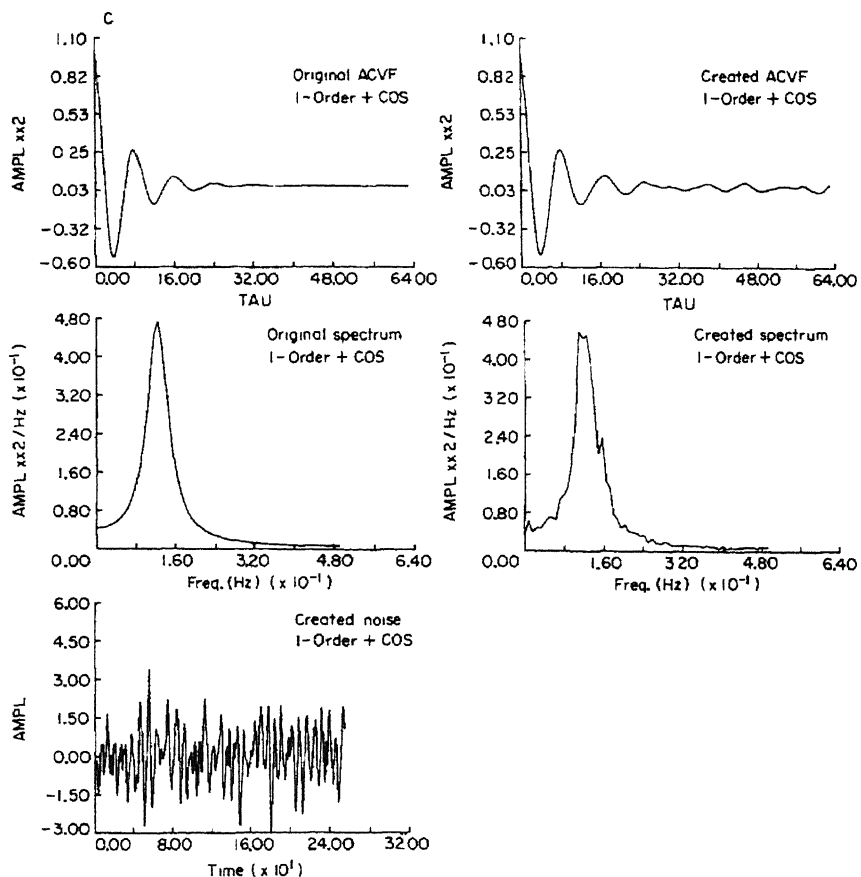 C
1.10
0.82
0.53
0.25
0.03
-0.32
-0.60
AMPL xx2
Original ACVF
1-Order + COS
0.00 16.00 32.00 48.00 64.00
TAU
1.10
0.82
0.53
0.25
0.03
-0.32
-0.60
AMPL xx2
Created ACVF
1-Order + COS
0.00 16.00 32.00 48.00 64.00
TAU
4.80
4.00
3.20
2.40
1.60
0.80
0.00
AMPL xx2/Hz (x10⁻¹)
Original spectrum
1-Order + COS
1.60 3.20 4.80 6.40
Freq. (Hz) (x10⁻¹)
4.80
4.00
3.20
2.40
1.60
0.80
0.00
AMPL xx2/Hz (x10⁻¹)
Created spectrum
1-Order + COS
1.60 3.20 4.80 6.40
Freq. (Hz) (x10⁻¹)
6.00
4.50
3.00
1.50
0.00
-1.50
-3.00
AMPL
Created noise
1-Order + COS
0.00 8.00 16.00 24.00 32.00
Time (x10¹)